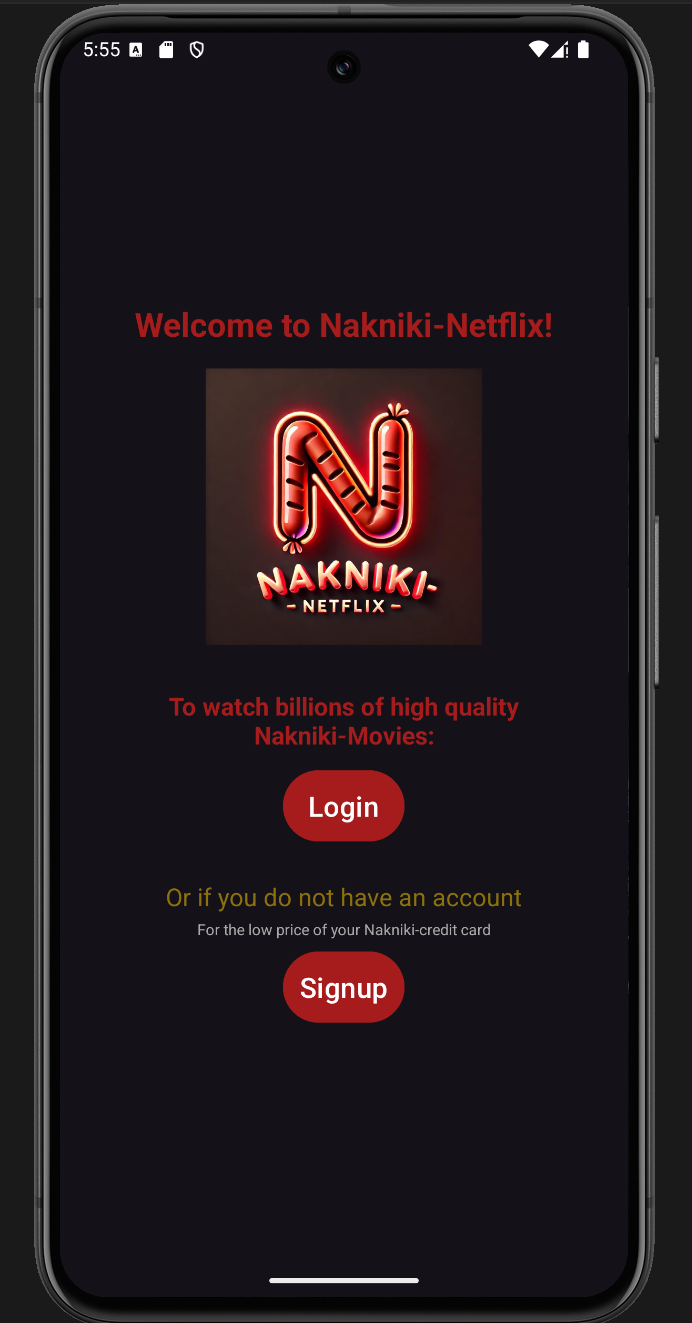 5:55
Welcome to Nakniki-Netflix!
N
NAKNIKI-
- NETFLIX -
To watch billions of high quality
Nakniki-Movies:
Login
Or if you do not have an account
For the low price of your Nakniki-credit card
Signup